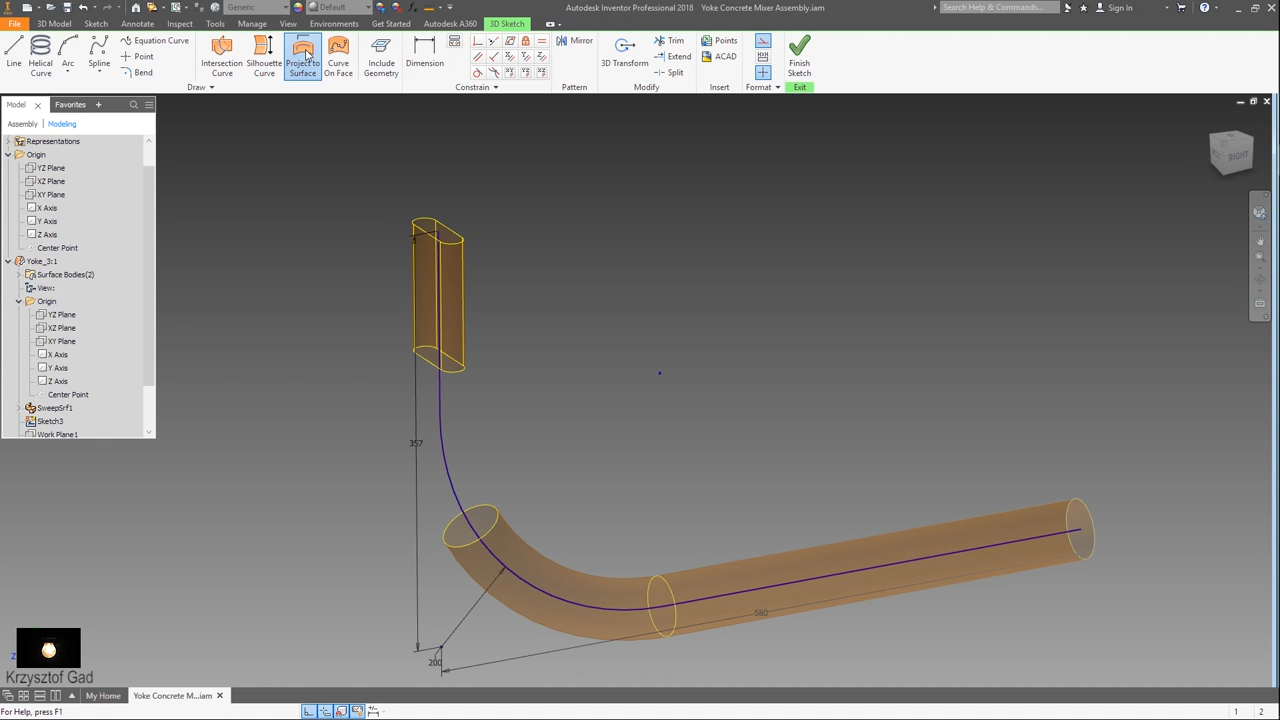 Generic
Default
Autodesk Inventor Professional 2018
Yoke Concrete Mixer Assembly.iam
Search Help & Commands...
Sign In
File
3D Model
Sketch
Annotate
Inspect
Tools
Manage
View
Environments
Get Started
Autodesk A360
3D Sketch
Line
Helical Curve
Arc
Spline
Equation Curve
Point
Bend
Intersection Curve
Silhouette Curve
Project to Surface
Curve On Face
Include Geometry
Dimension
Mirror
3D Transform
Trim
Extend
Split
Points
ACAD
Finish Sketch
Draw
Constrain
Pattern
Modify
Insert
Format
Exit
Model
Favorites
+
Assembly
Modeling
Representations
Origin
YZ Plane
XZ Plane
XY Plane
X Axis
Y Axis
Z Axis
Center Point
Yoke_3:1
Surface Bodies(2)
View:
Origin
YZ Plane
XZ Plane
XY Plane
X Axis
Y Axis
Z Axis
Center Point
SweepSrf1
Sketch3
Work Plane1
RIGHT
357
580
200
Z
Krzysztof Gad
My Home
Yoke Concrete M...iam
For Help, press F1
1
2